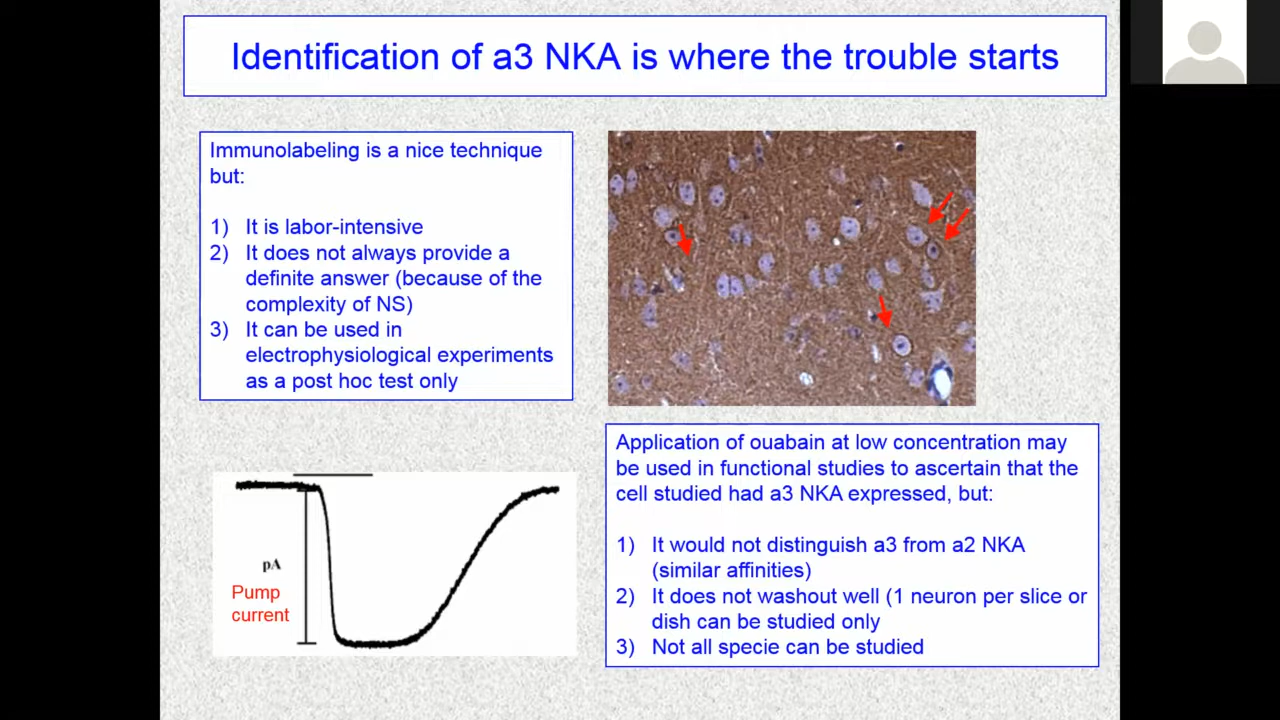 Identification of a3 NKA is where the trouble starts
Immunolabeling is a nice technique
but:
1) It is labor-intensive
2) It does not always provide a
definite answer (because of the
complexity of NS)
3) It can be used in
electrophysiological experiments
as a post hoc test only
pA
Pump
current
Application of ouabain at low concentration may
be used in functional studies to ascertain that the
cell studied had a3 NKA expressed, but:
1) It would not distinguish a3 from a2 NKA
(similar affinities)
2) It does not washout well (1 neuron per slice or
dish can be studied only
3) Not all specie can be studied